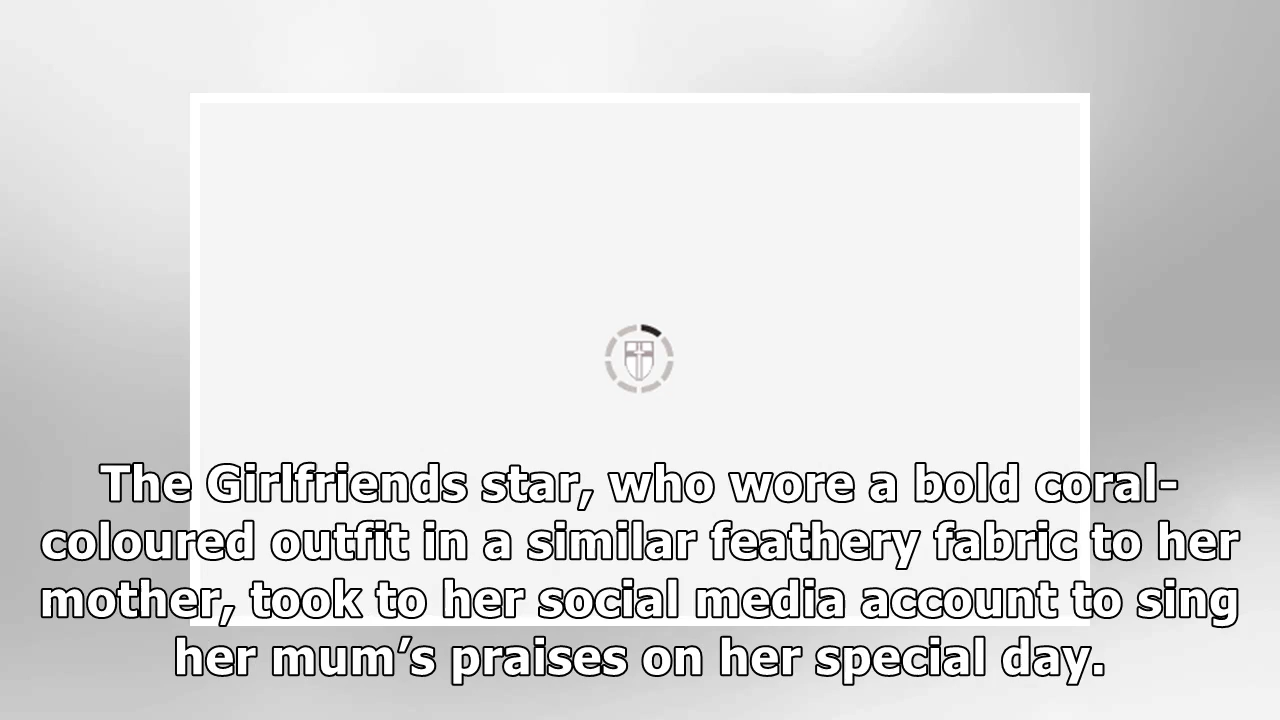 The Girlfriends star, who wore a bold coral-
coloured outfit in a similar feathery fabric to her
mother, took to her social media account to sing
her mum’s praises on her special day.